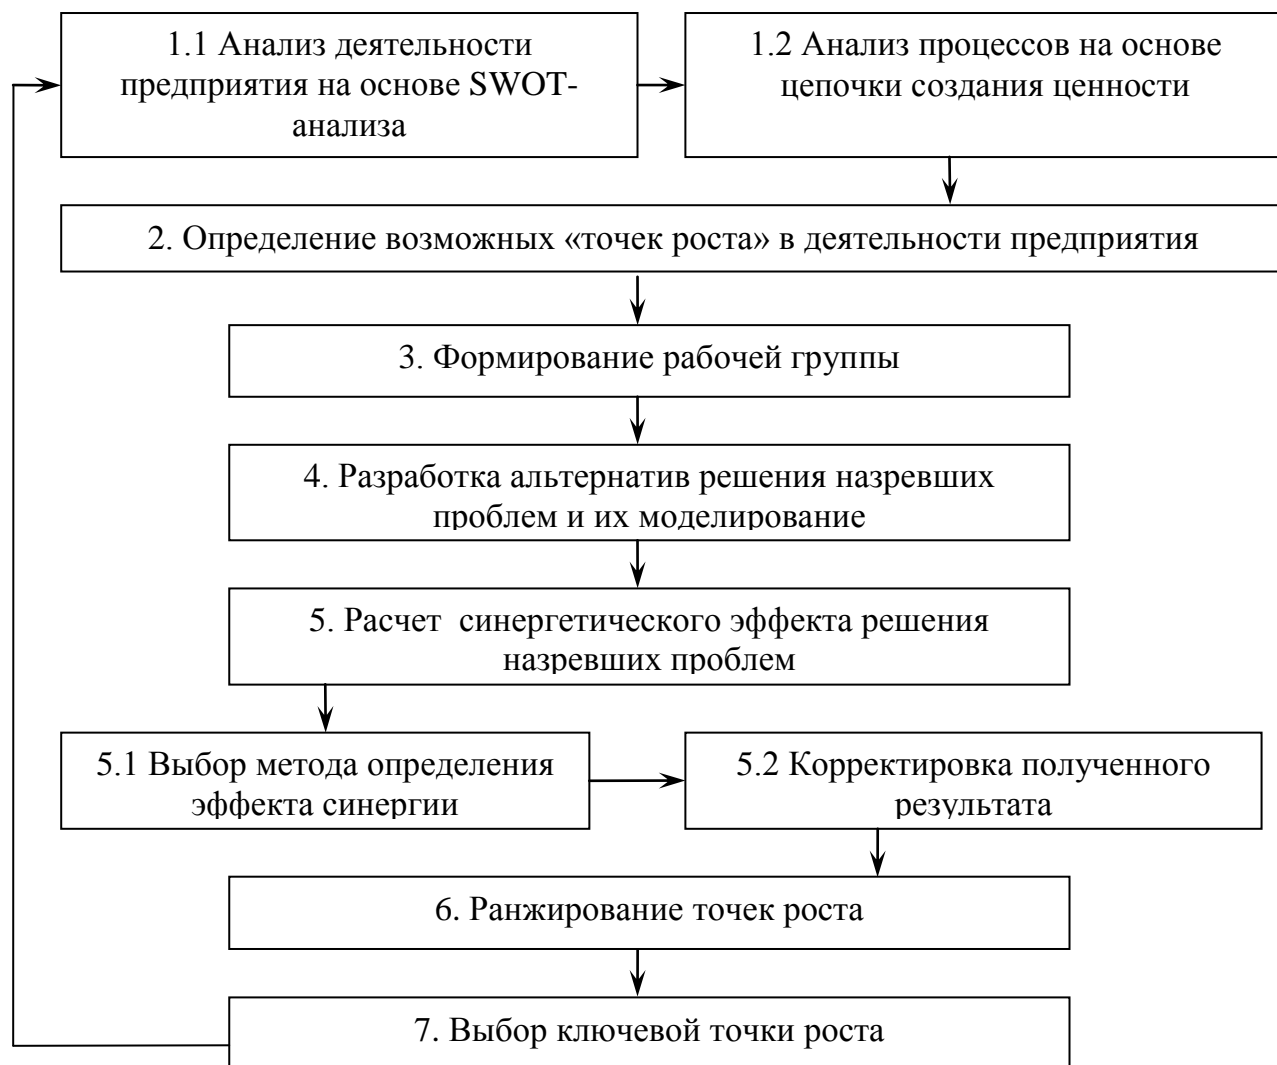 1.1 Анализ деятельности
предприятия на основе SWOT-
анализа
1.2 Анализ процессов на основе
цепочки создания ценности
2. Определение возможных «точек роста» в деятельности предприятия
3. Формирование рабочей группы
4. Разработка альтернатив решения назревших
проблем и их моделирование
5. Расчет синергетического эффекта решения
назревших проблем
5.1 Выбор метода определения
эффекта синергии
5.2 Корректировка полученного
результата
6. Ранжирование точек роста
7. Выбор ключевой точки роста